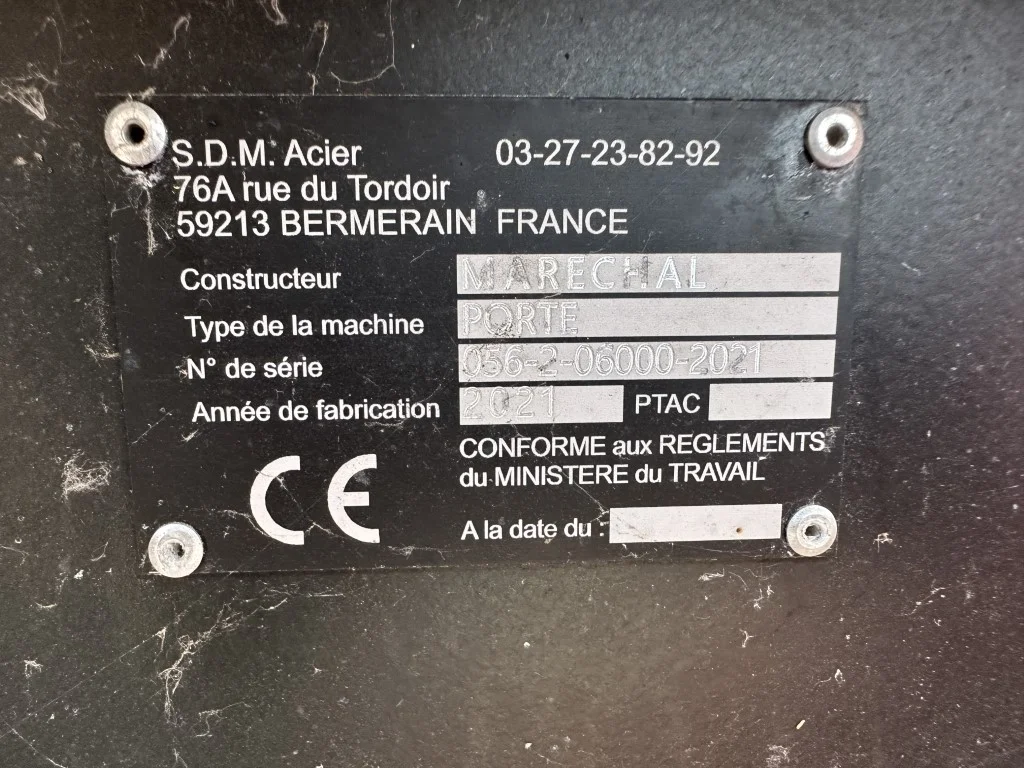 S.D.M. Acier 03-27-23-82-92
76A rue du Tordoir
59213 BERMERAIN FRANCE
Constructeur MARECHAL
Type de la machine PORTE
N° de série 056-2-06000-2021
Année de fabrication 2021 PTAC
CONFORME aux REGLEMENTS
du MINISTERE du TRAVAIL
CE
A la date du :